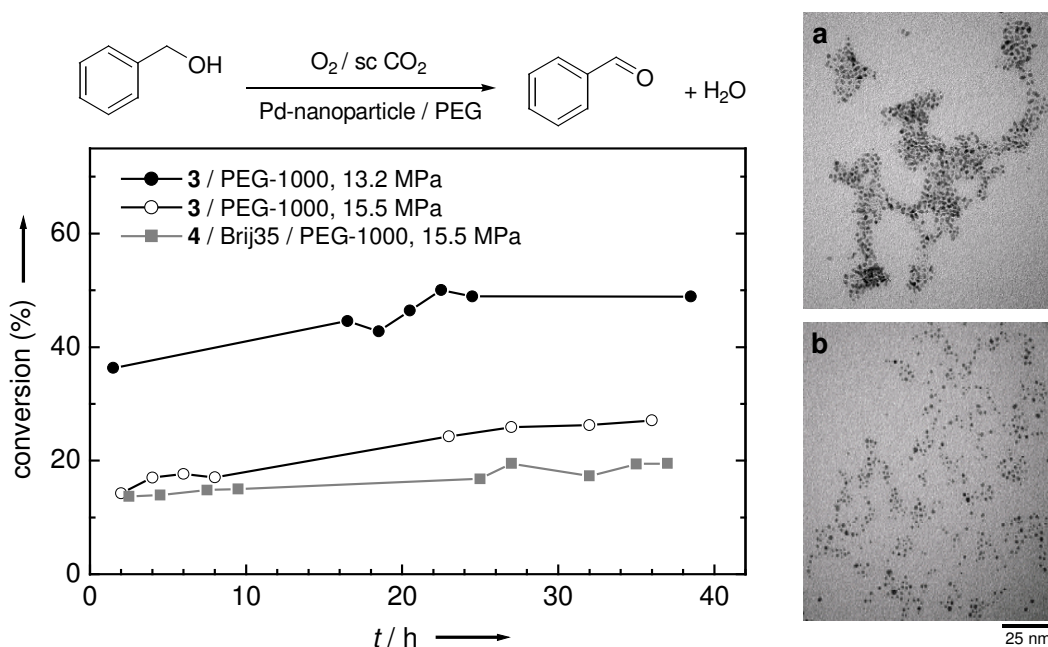 OH
O₂ / sc CO₂
Pd-nanoparticle / PEG
O
+ H₂O
3 / PEG-1000, 13.2 MPa
3 / PEG-1000, 15.5 MPa
4 / Brij35 / PEG-1000, 15.5 MPa
conversion (%)
60
40
20
0
0 10 20 30 40
t / h
a
b
25 nm